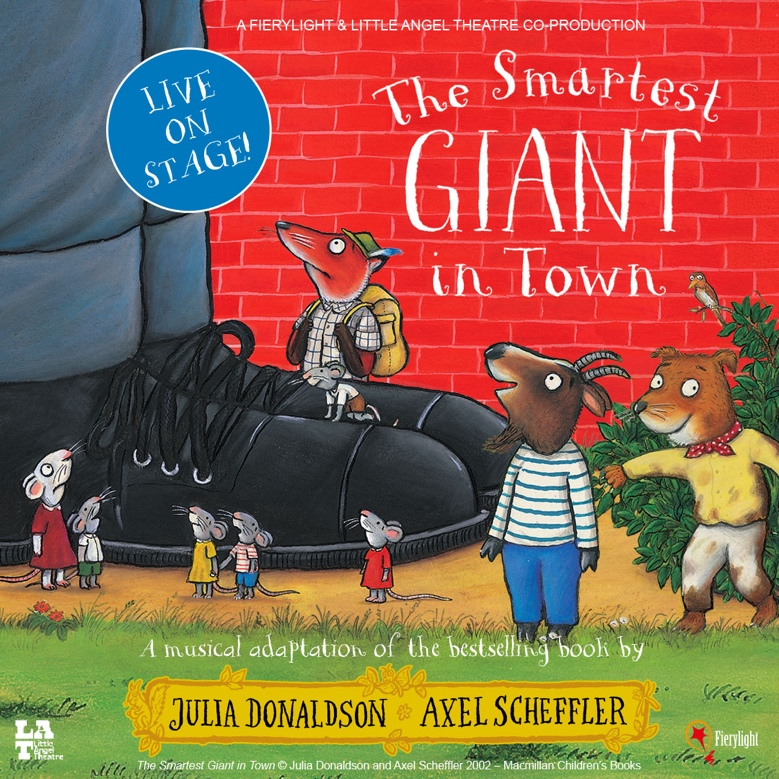 A FIERYLIGHT & LITTLE ANGEL THEATRE CO-PRODUCTION
LIVE
ON
STAGE!
The Smartest
GIANT
in Town
A musical adaptation of the bestselling book by
JULIA DONALDSON AXEL SCHEFFLER
LA
T Little
Angel
Theatre
Fierylight
The Smartest Giant in Town © Julia Donaldson and Axel Scheffler 2002 – Macmillan Children's Books